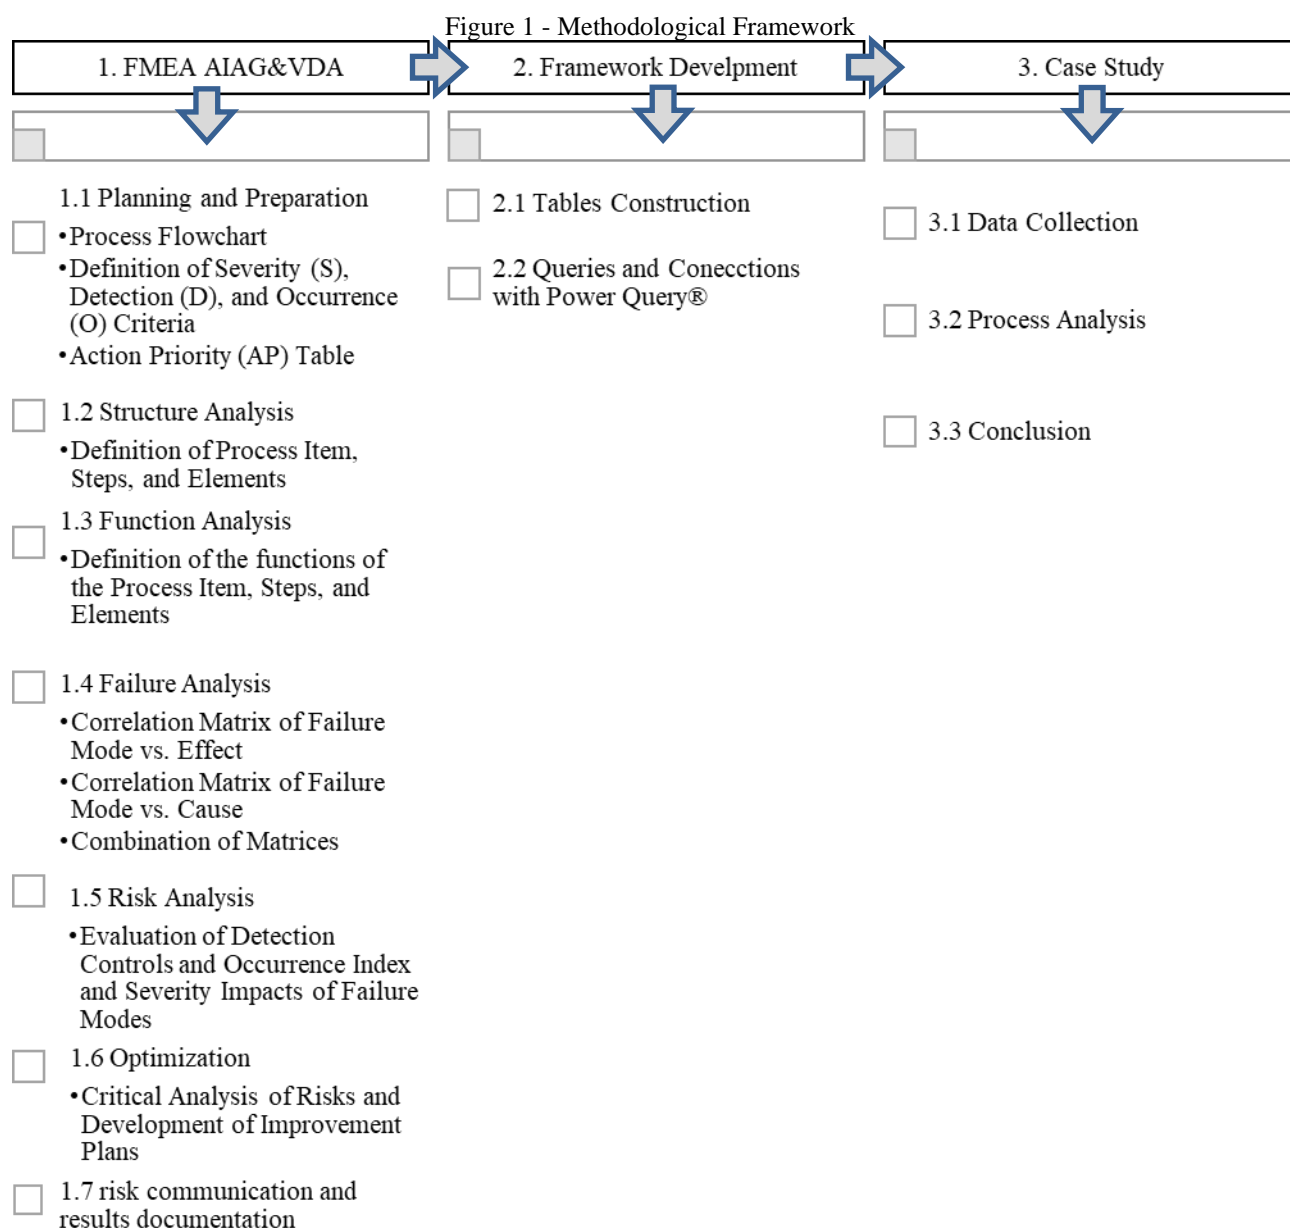 Figure 1 - Methodological Framework
1. FMEA AIAG&VDA
2. Framework Develpment
3. Case Study
1.1 Planning and Preparation
•Process Flowchart
•Definition of Severity (S),
Detection (D), and Occurrence
(O) Criteria
•Action Priority (AP) Table
1.2 Structure Analysis
•Definition of Process Item,
Steps, and Elements
1.3 Function Analysis
•Definition of the functions of
the Process Item, Steps, and
Elements
1.4 Failure Analysis
•Correlation Matrix of Failure
Mode vs. Effect
•Correlation Matrix of Failure
Mode vs. Cause
•Combination of Matrices
1.5 Risk Analysis
•Evaluation of Detection
Controls and Occurrence Index
and Severity Impacts of Failure
Modes
1.6 Optimization
•Critical Analysis of Risks and
Development of Improvement
Plans
1.7 risk communication and
results documentation
2.1 Tables Construction
2.2 Queries and Conecctions
with Power Query®
3.1 Data Collection
3.2 Process Analysis
3.3 Conclusion